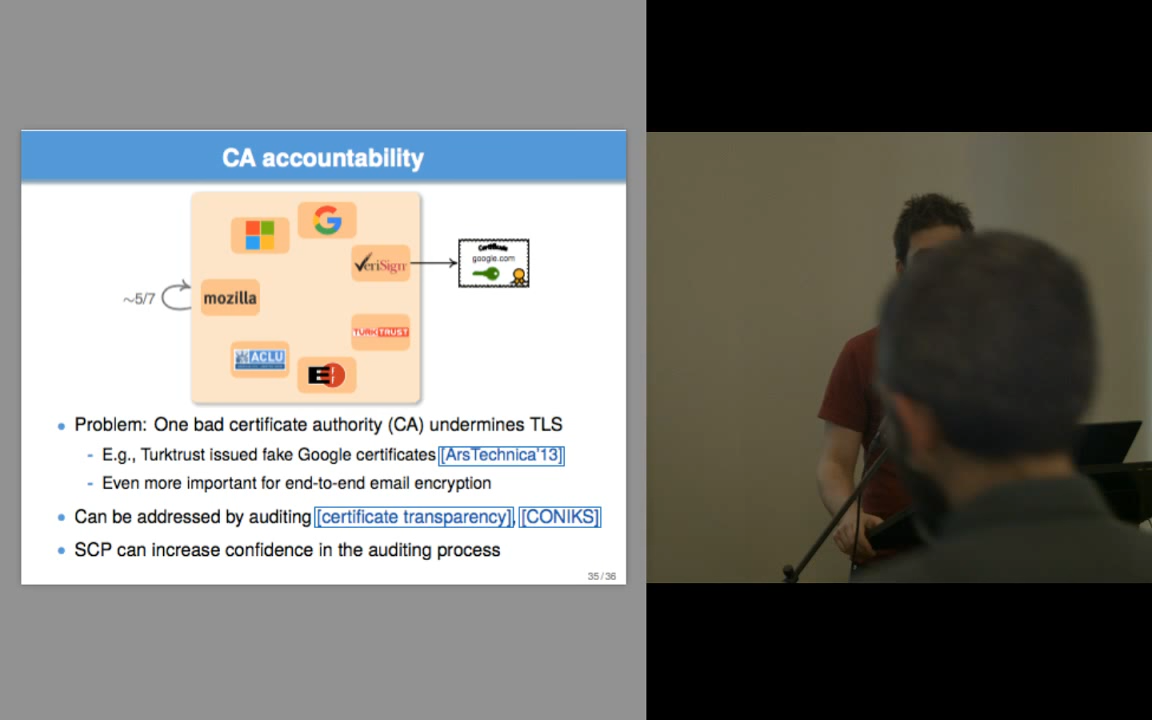 CA accountability
G
VeriSign
Certificate
google.com
~5/7
mozilla
TURKTRUST
ACLU
EFF
• Problem: One bad certificate authority (CA) undermines TLS
- E.g., Turktrust issued fake Google certificates [ArsTechnica'13]
- Even more important for end-to-end email encryption
• Can be addressed by auditing [certificate transparency], [CONIKS]
• SCP can increase confidence in the auditing process
35/36